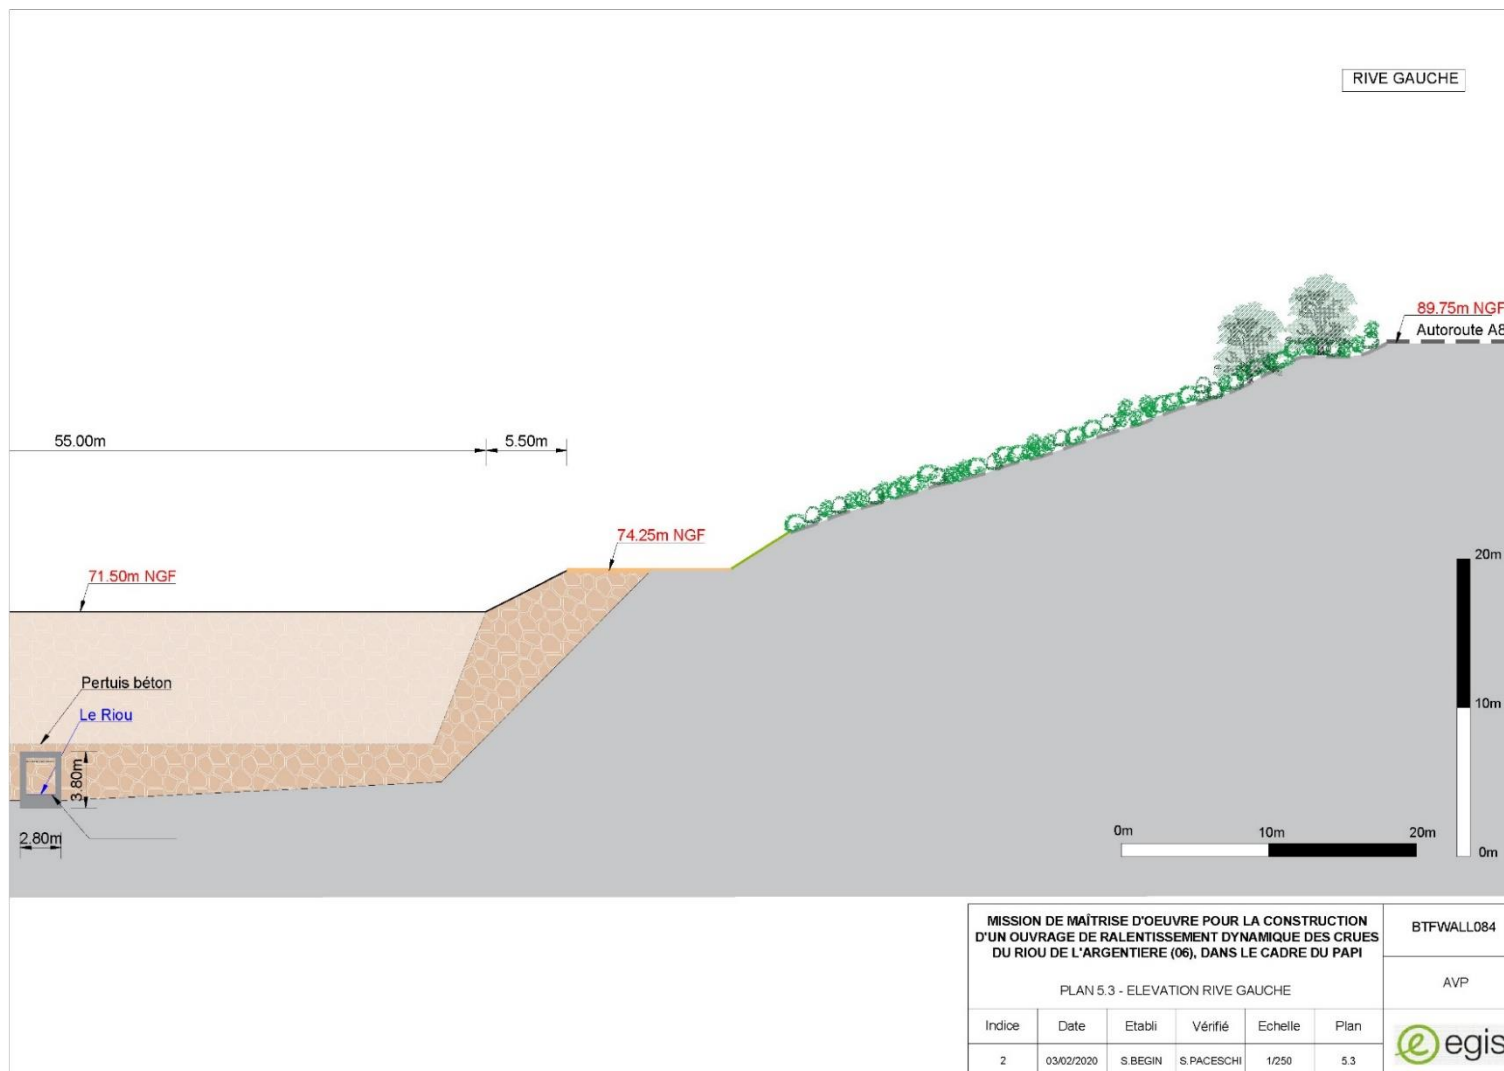 RIVE GAUCHE
89.75m NGF
Autoroute A8
55.00m
5.50m
74.25m NGF
71.50m NGF
20m
Pertuis béton
Le Riou
10m
3.80m
2.80m
0m
10m
20m
0m
MISSION DE MAÎTRISE D'OEUVRE POUR LA CONSTRUCTION
D'UN OUVRAGE DE RALENTISSEMENT DYNAMIQUE DES CRUES
DU RIOU DE L'ARGENTIERE (06), DANS LE CADRE DU PAPI
BTFWALL084
PLAN 5.3 - ELEVATION RIVE GAUCHE
AVP
Indice
Date
Etabli
Vérifié
Echelle
Plan
2
03/02/2020
S.BEGIN
S.PACESCHI
1/250
5.3
egis